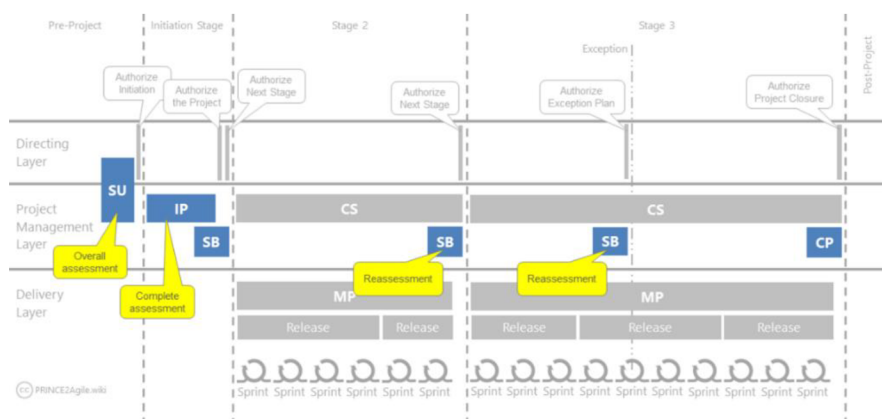 Pre-Project
Initiation Stage
Stage 2
Stage 3
Post-Project
Exception
Authorize
Initiation
Authorize
the Project
Authorize
Next Stage
Authorize
Next Stage
Authorize
Exception Plan
Authorize
Project Closure
Directing
Layer
SU
Project
Management
Layer
IP
CS
CS
SB
SB
SB
CP
Overall
assessment
Complete
assessment
Reassessment
Reassessment
Delivery
Layer
MP
MP
Release
Release
Release
Release
Release
Sprint Sprint Sprint Sprint Sprint Sprint Sprint Sprint Sprint Sprint Sprint Sprint Sprint Sprint Sprint
cc PRINCE2Agile.wiki